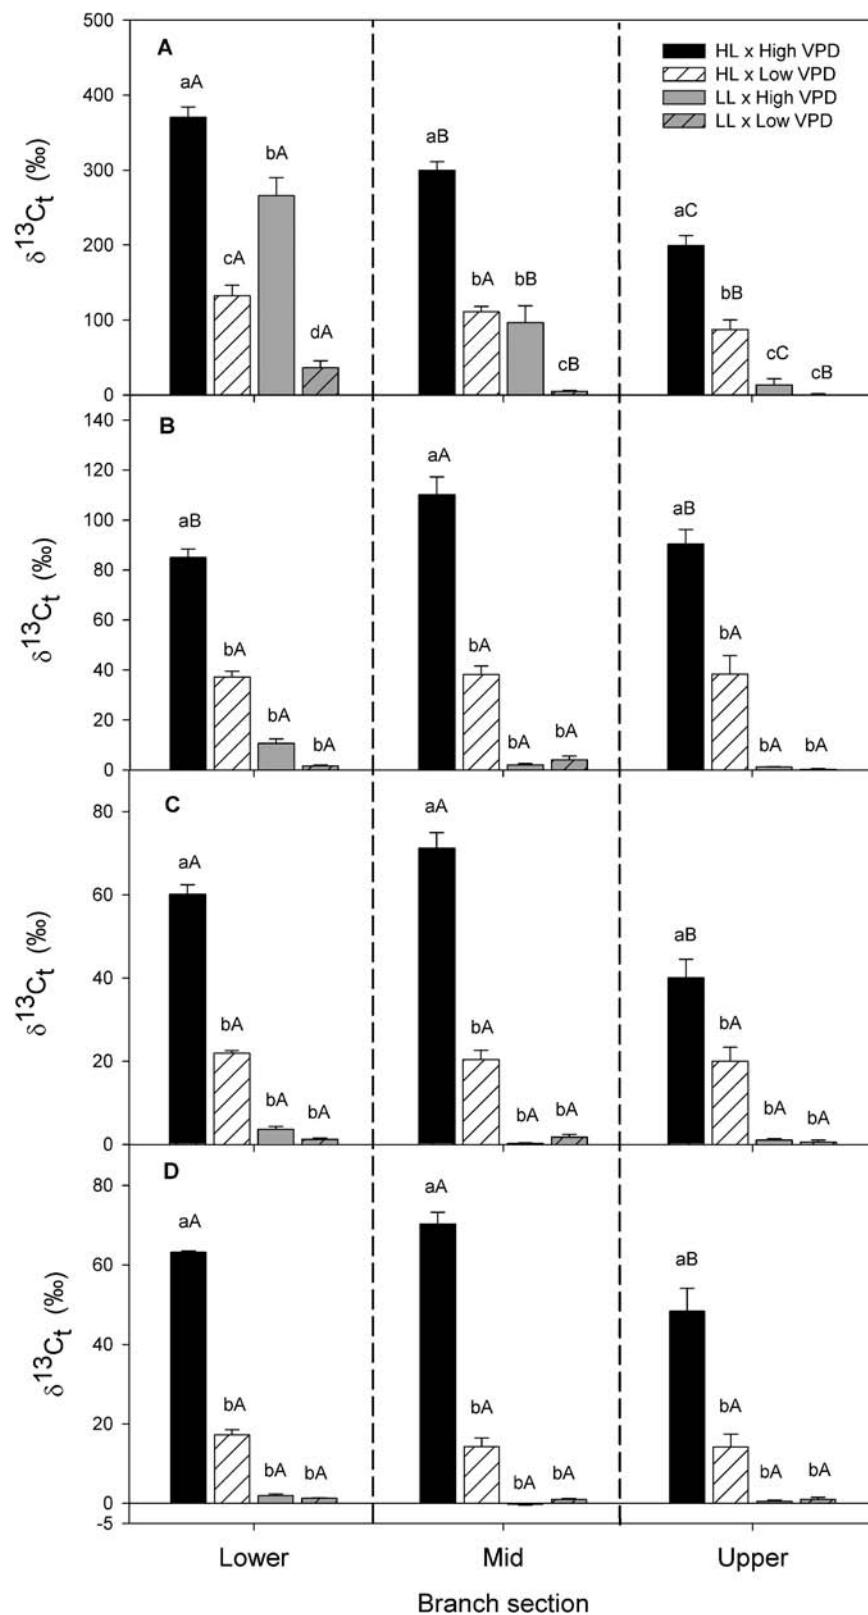 500
A
HL x High VPD
HL x Low VPD
LL x High VPD
LL x Low VPD
400
300
200
100
0
δ13Ct (‰)
aA
cA
bA
dA
aB
bA
bB
cB
aC
bB
cC
cB
B
140
120
100
80
60
40
20
0
δ13Ct (‰)
aB
bA
bA
bA
aA
bA
bA
bA
aB
bA
bA
bA
C
80
60
40
20
0
δ13Ct (‰)
aA
bA
bA
bA
aA
bA
bA
bA
aB
bA
bA
bA
D
80
60
40
20
0
-5
δ13Ct (‰)
aA
bA
bA
bA
aA
bA
bA
bA
aB
bA
bA
bA
Lower Mid Upper
Branch section